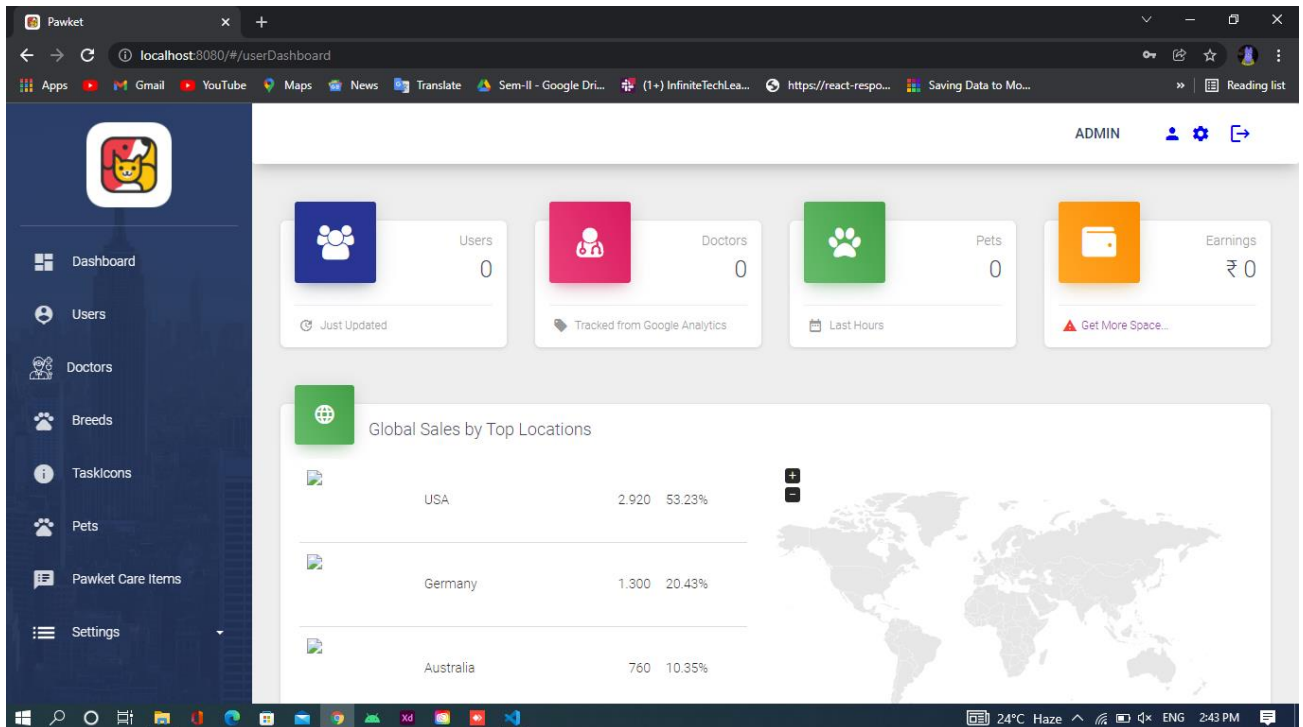 Pawket
localhost:8080/#/userDashboard
Apps Gmail YouTube Maps News Translate Sem-II - Google Dri... (1+) InfiniteTechLea... https://react-respo... Saving Data to Mo... » Reading list
ADMIN
Dashboard
Users
Doctors
Breeds
TaskIcons
Pets
Pawket Care Items
Settings
Users
0
Just Updated
Doctors
0
Tracked from Google Analytics
Pets
0
Last Hours
Earnings
₹ 0
Get More Space...
Global Sales by Top Locations
USA 2.920 53.23%
Germany 1.300 20.43%
Australia 760 10.35%
+
−
24°C Haze ENG 2:43 PM